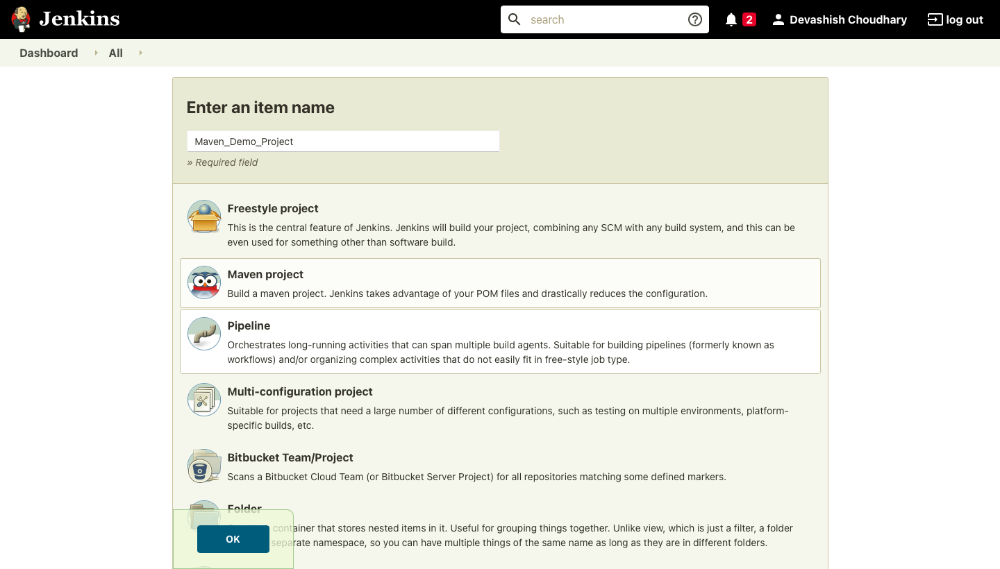 Jenkins
search
2
Devashish Choudhary
log out
Dashboard
All
Enter an item name
Maven_Demo_Project
» Required field
Freestyle project
This is the central feature of Jenkins. Jenkins will build your project, combining any SCM with any build system, and this can be
even used for something other than software build.
Maven project
Build a maven project. Jenkins takes advantage of your POM files and drastically reduces the configuration.
Pipeline
Orchestrates long-running activities that can span multiple build agents. Suitable for building pipelines (formerly known as
workflows) and/or organizing complex activities that do not easily fit in free-style job type.
Multi-configuration project
Suitable for projects that need a large number of different configurations, such as testing on multiple environments, platform-
specific builds, etc.
Bitbucket Team/Project
Scans a Bitbucket Cloud Team (or Bitbucket Server Project) for all repositories matching some defined markers.
Folder
container that stores nested items in it. Useful for grouping things together. Unlike view, which is just a filter, a folder
separate namespace, so you can have multiple things of the same name as long as they are in different folders.
OK